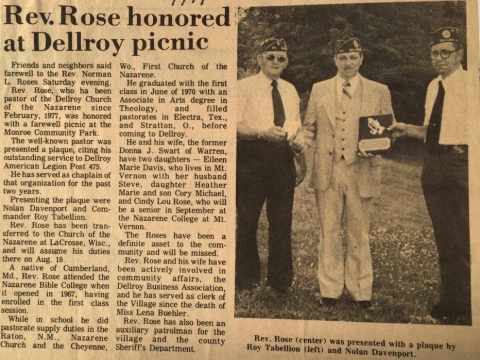 Rev. Rose honored
at Dellroy picnic
Friends and neighbors said
farewell to the Rev. Norman
L. Roses Saturday evening.
Rev. Rose, who ha been
pastor of the Dellroy Church
of the Nazarene since
February, 1977, was honored
with a farewell picnic at the
Monroe Community Park.
The well-known pastor was
presented a plaque, citing his
outstanding service to Dellroy
American Legion Post 475.
He has served as chaplain of
that organization for the past
two years.
Presenting the plaque were
Nolan Davenport and Com-
mander Roy Tabellion.
Rev. Rose has been tran-
sferred to the Church of the
Nazarene at LaCrosse, Wisc.,
and will assume his duties
there on Aug. 19.
A native of Cumberland,
Md., Rev. Rose attended the
Nazarene Bible College when
it opened in 1967, having
enrolled in the first class
session.
While in school he did
pastorate supply duties in the
Raton, N.M., Nazarene
Church and the Cheyenne,
Wo., First Church of the
Nazarene.
He graduated with the first
class in June of 1970 with an
Associate in Arts degree in
Theology, and filled
pastorates in Electra, Tex.,
and Stratton, O., before
coming to Dellroy.
He and his wife, the former
Donna J. Swart of Warren,
have two daughters — Eileen
Marie Davis, who lives in Mt.
Vernon with her husband
Steve, daughter Heather
Marie and son Cory Michael,
and Cindy Lou Rose, who will
be a senior in September at
the Nazarene College at Mt.
Vernon.
The Roses have been a
definite asset to the com-
munity and will be missed.
Rev. Rose and his wife have
been actively involved in
community affairs, the
Dellroy Business Association,
and he has served as clerk of
the Village since the death of
Miss Lena Buehler.
Rev. Rose has also been an
auxiliary patrolman for the
village and the county
Sheriff's Department.
Rev. Rose (center) was presented with a plaque by
Roy Tabellion (left) and Nolan Davenport.